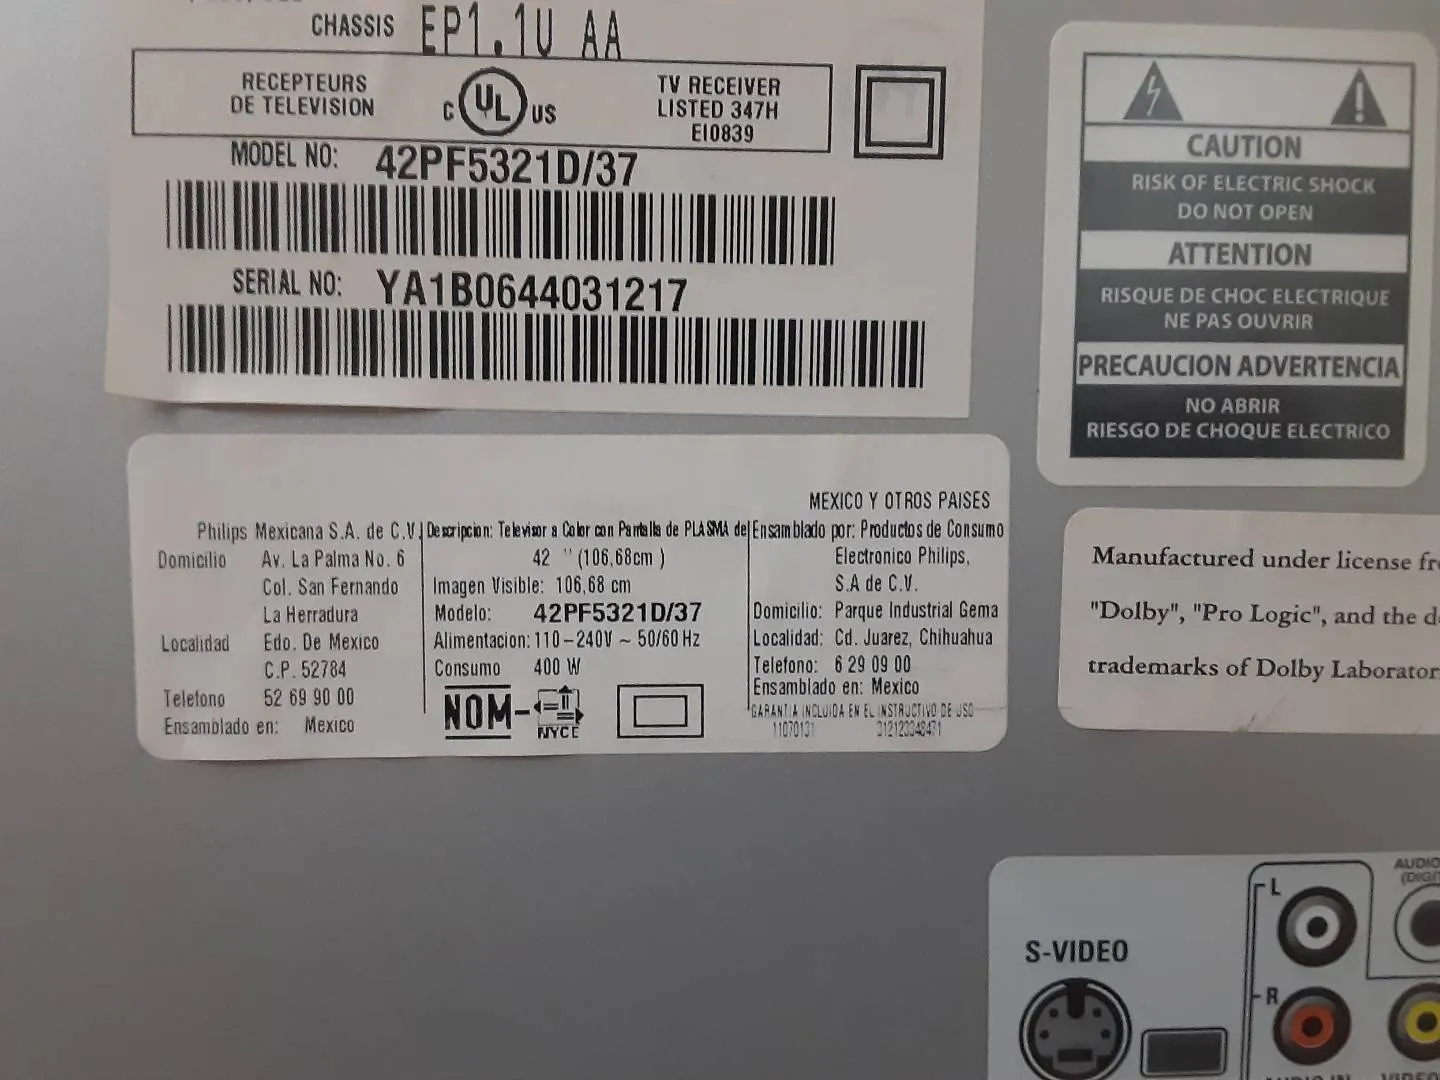 CHASSIS EP1.1U AA
RECEPTEURS
DE TELEVISION
C UL US
TV RECEIVER
LISTED 347H
E10839
MODEL NO: 42PF5321D/37
SERIAL NO: YA1B0644031217
CAUTION
RISK OF ELECTRIC SHOCK
DO NOT OPEN
ATTENTION
RISQUE DE CHOC ELECTRIQUE
NE PAS OUVRIR
PRECAUCION ADVERTENCIA
NO ABRIR
RIESGO DE CHOQUE ELECTRICO
MEXICO Y OTROS PAISES
Philips Mexicana S.A. de C.V.
Domicilio Av. La Palma No. 6
Col. San Fernando
La Herradura
Localidad Edo. De Mexico
C.P. 52784
Telefono 52 69 90 00
Ensamblado en: Mexico
Descripcion: Televisor a Color con Pantalla de PLASMA de
42 " (106,68cm )
Imagen Visible: 106,68 cm
Modelo: 42PF5321D/37
Alimentacion: 110-240V ~ 50/60 Hz
Consumo 400 W
NOM-
NYCE
Ensamblado por: Productos de Consumo
Electronico Philips,
S.A de C.V.
Domicilio: Parque Industrial Gema
Localidad: Cd. Juarez, Chihuahua
Telefono: 6 29 09 00
Ensamblado en: Mexico
GARANTIA INCLUIDA EN EL INSTRUCTIVO DE USO
Manufactured under license
"Dolby", "Pro Logic", and the
trademarks of Dolby
S-VIDEO
L
R
AUDIO